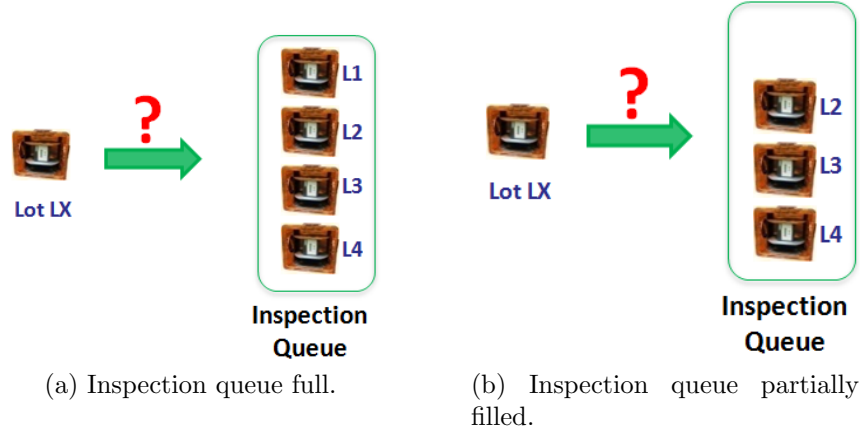 ?
L1
L2
L3
L4
Lot LX
Inspection
Queue
(a) Inspection queue full.
?
L2
L3
L4
Lot LX
Inspection
Queue
(b) Inspection queue partially
filled.